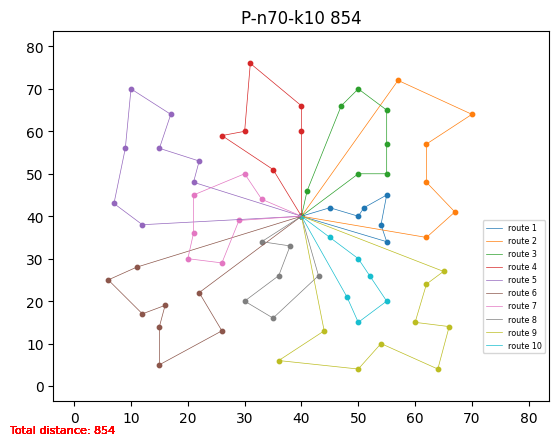 P-n70-k10 854
80
70
60
50
40
30
20
10
0
0 10 20 30 40 50 60 70 80
route 1
route 2
route 3
route 4
route 5
route 6
route 7
route 8
route 9
route 10
Total distance: 854